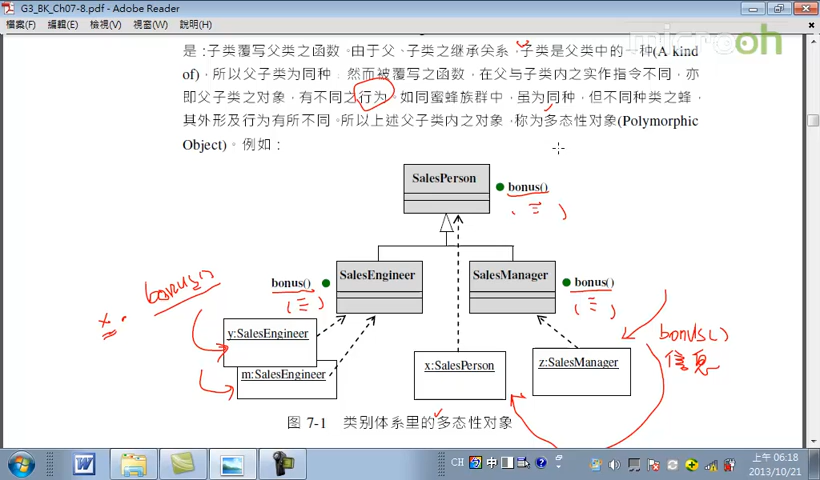 G3_BK_Ch07-8.pdf - Adobe Reader
檔案(F) 編輯(E) 檢視(V) 視窗(W) 說明(H)
microoh
是:子类覆写父类之函数。由于父、子类之继承关系,子类是父类中的一种(A kind
of),所以父子类为同种;然而被覆写之函数,在父与子类内之实作指令不同,亦
即父子类之对象,有不同之行为。如同蜜蜂族群中,虽为同种,但不同种类之蜂,
其外形及行为有所不同。所以上述父子类内之对象,称为多态性对象(Polymorphic
Object)。例如:
SalesPerson
bonus()
bonus()
SalesEngineer
SalesManager
bonus()
x. bonus()
y:SalesEngineer
m:SalesEngineer
x:SalesPerson
z:SalesManager
bonus()
信息
图 7-1 类别体系里的多态性对象
CH 中
上午 06:18
2013/10/21